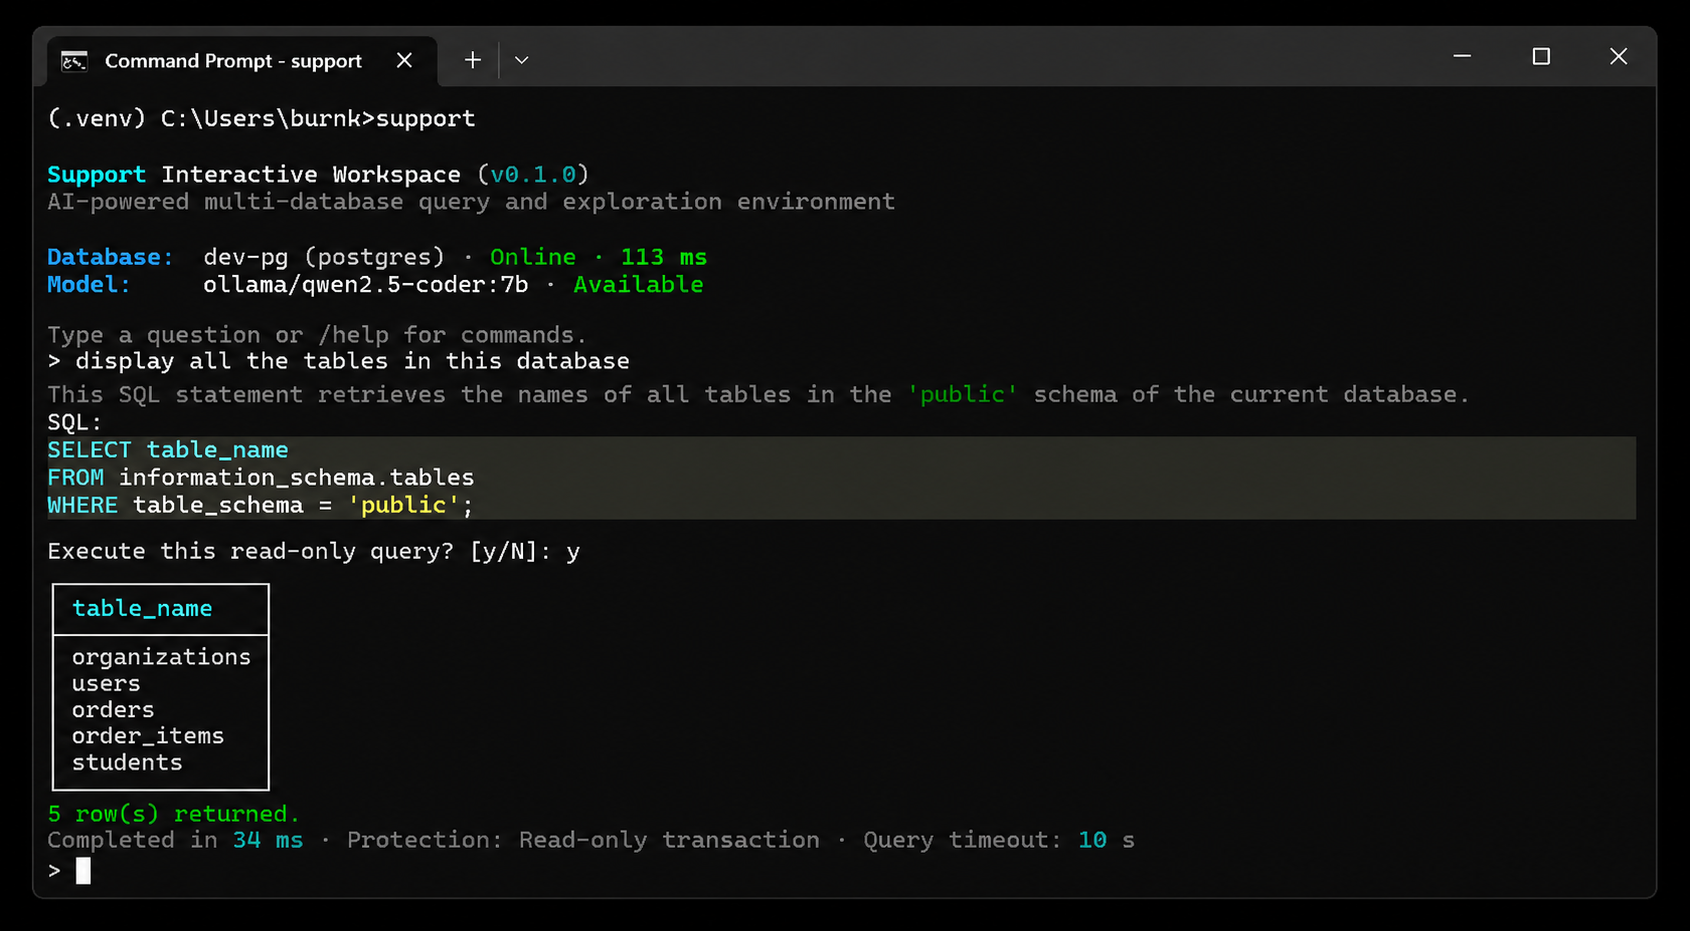 Command Prompt - support
(.venv) C:\Users\burnk>support
Support Interactive Workspace (v0.1.0)
AI-powered multi-database query and exploration environment
Database: dev-pg (postgres) · Online · 113 ms
Model: ollama/qwen2.5-coder:7b · Available
Type a question or /help for commands.
> display all the tables in this database
This SQL statement retrieves the names of all tables in the 'public' schema of the current database.
SQL:
SELECT table_name
FROM information_schema.tables
WHERE table_schema = 'public';
Execute this read-only query? [y/N]: y
table_name
organizations
users
orders
order_items
students
5 row(s) returned.
Completed in 34 ms · Protection: Read-only transaction · Query timeout: 10 s
>